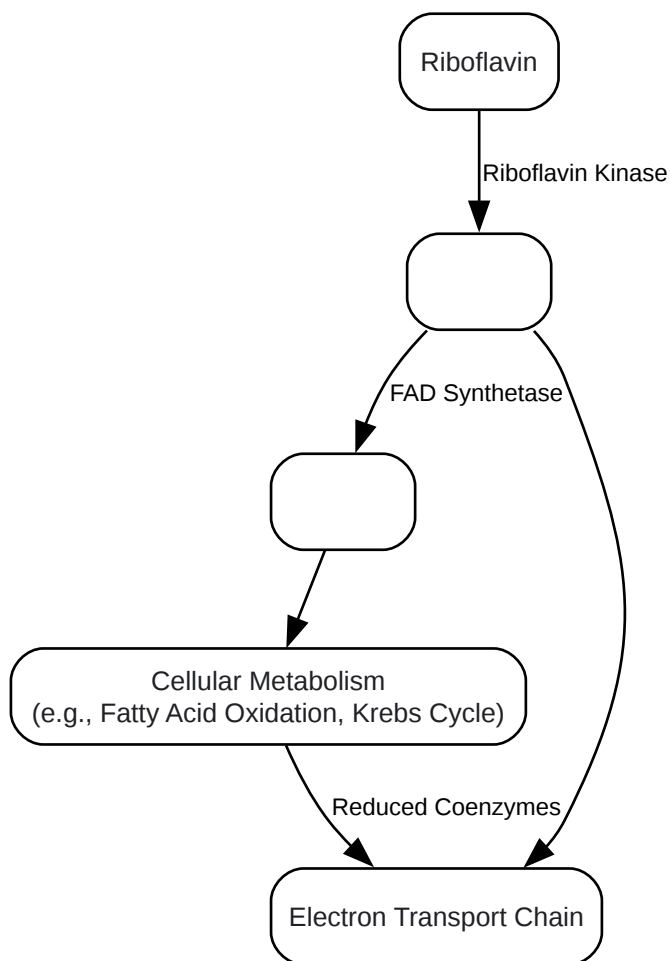 Riboflavin
Riboflavin Kinase
FAD Synthetase
Cellular Metabolism
(e.g., Fatty Acid Oxidation, Krebs Cycle)
Reduced Coenzymes
Electron Transport Chain